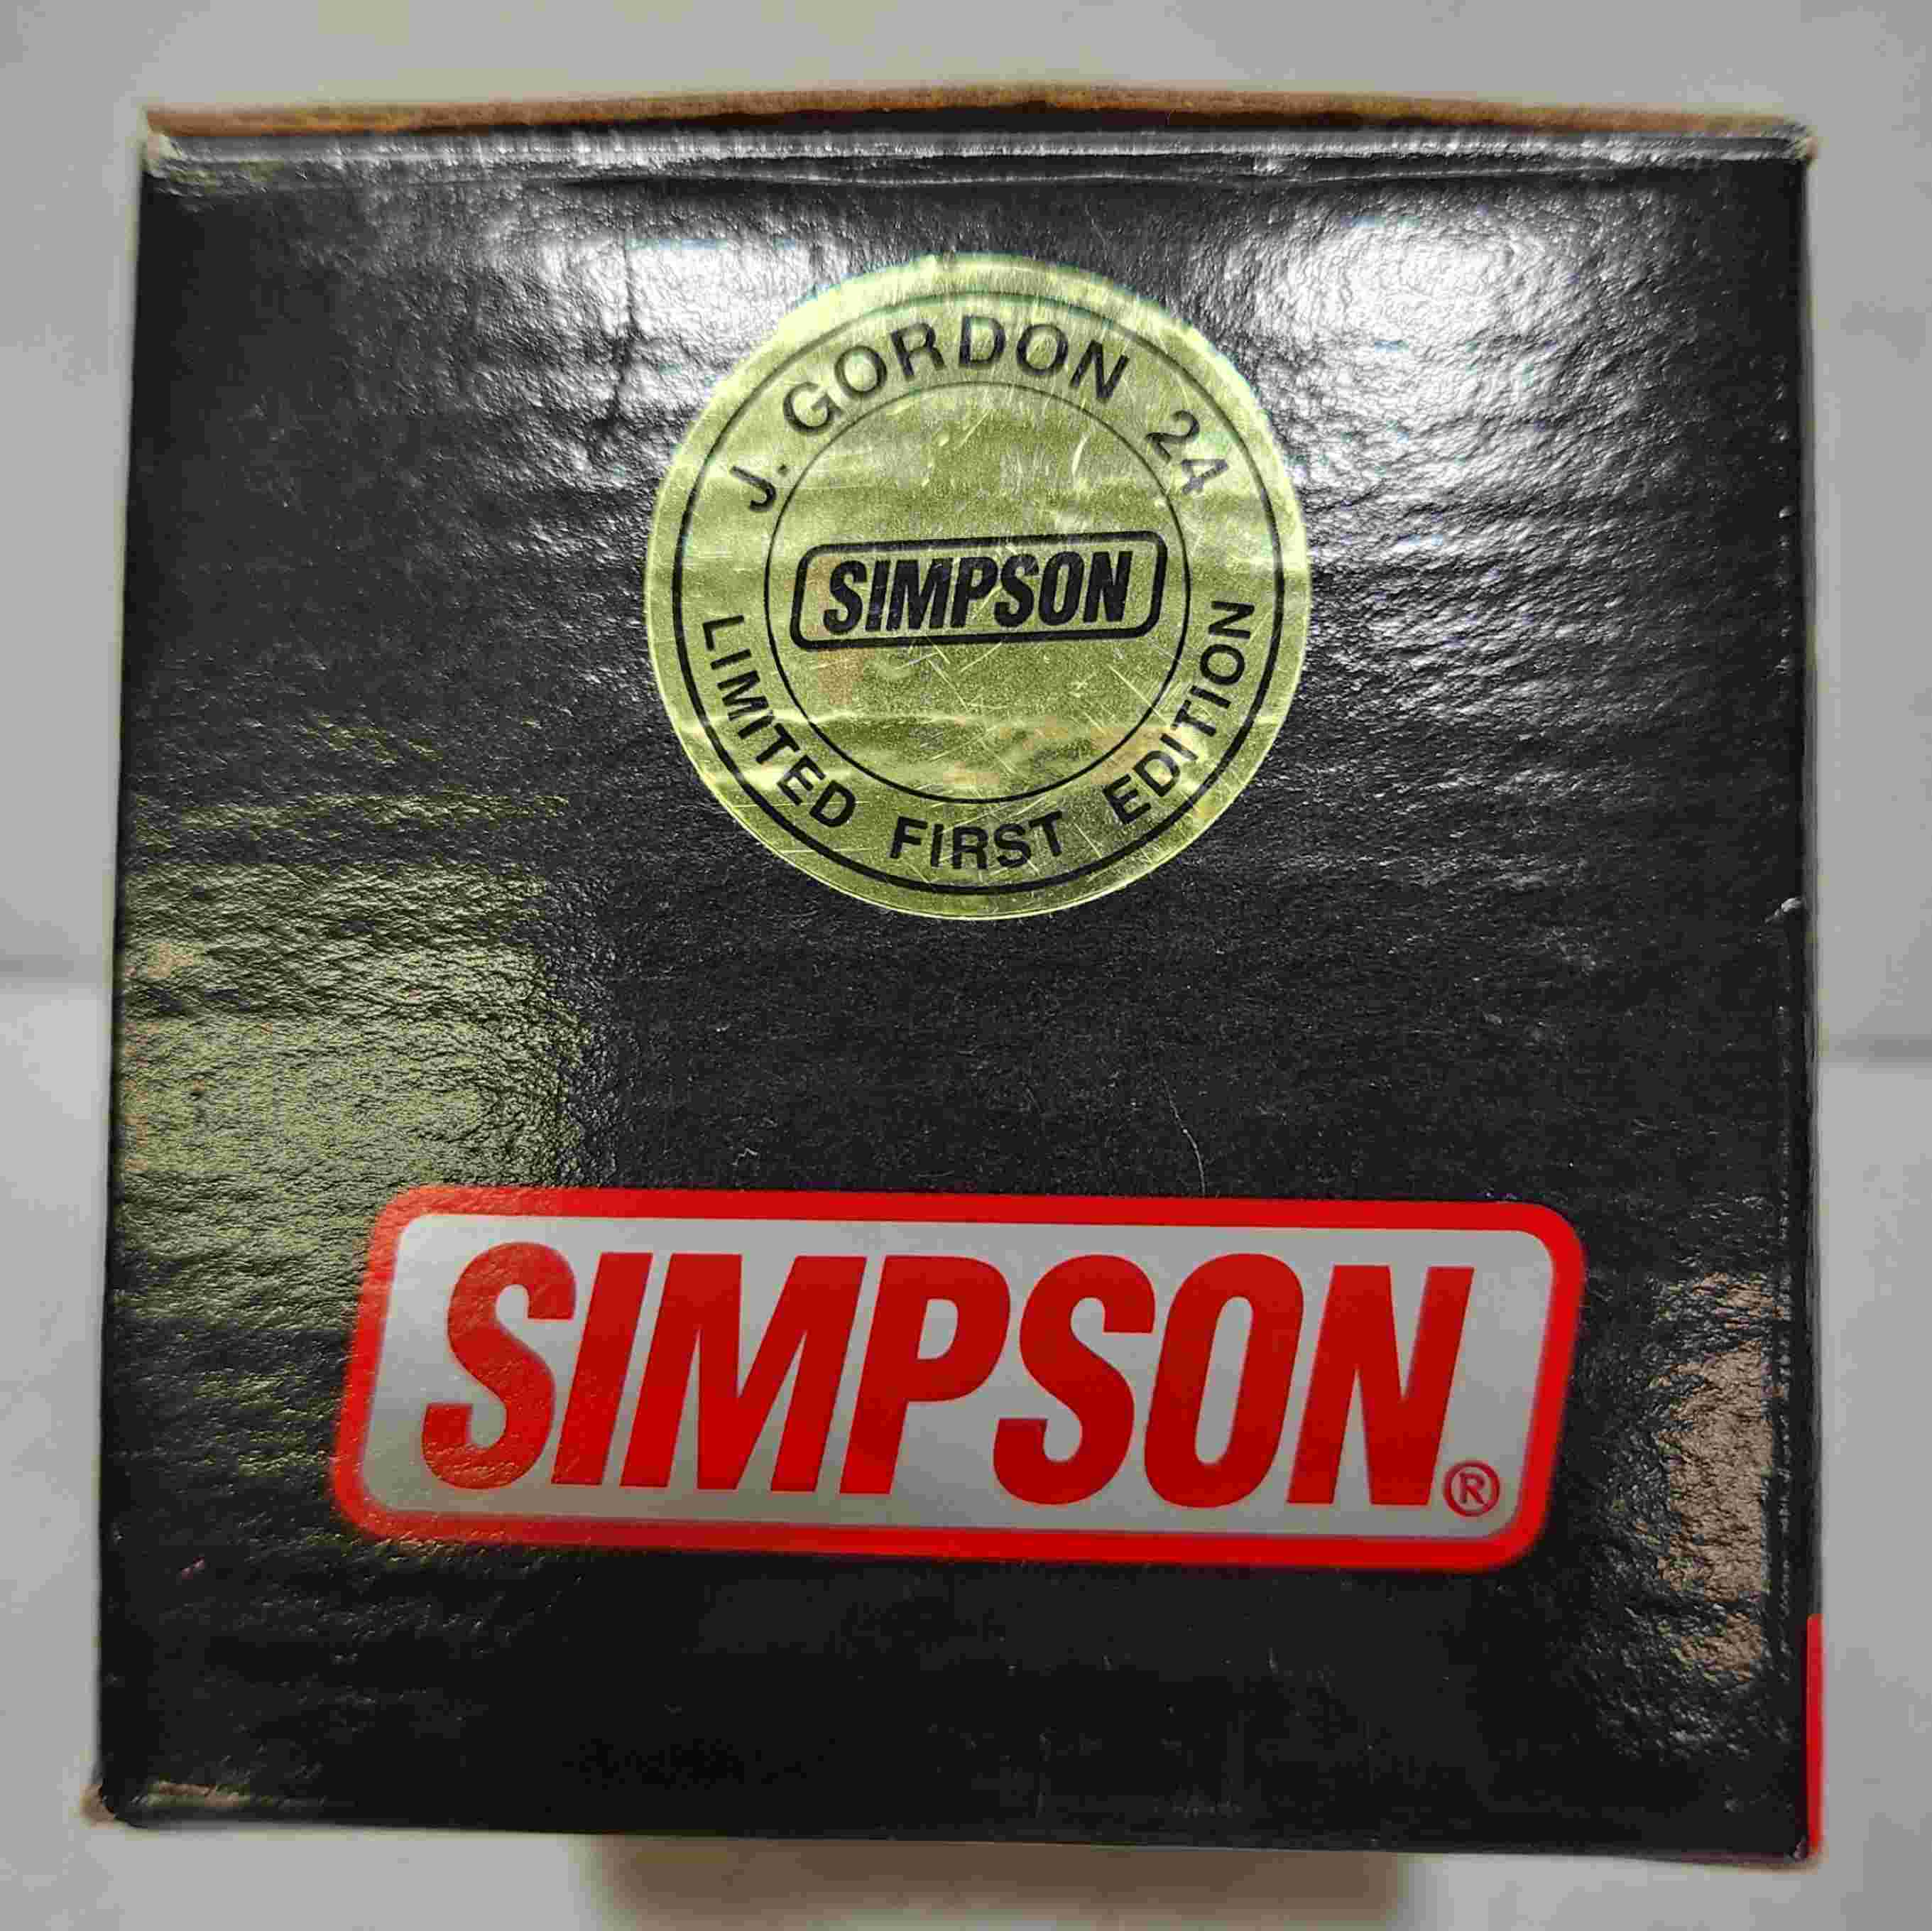 J. GORDON 24
SIMPSON
LIMITED FIRST EDITION
SIMPSON®